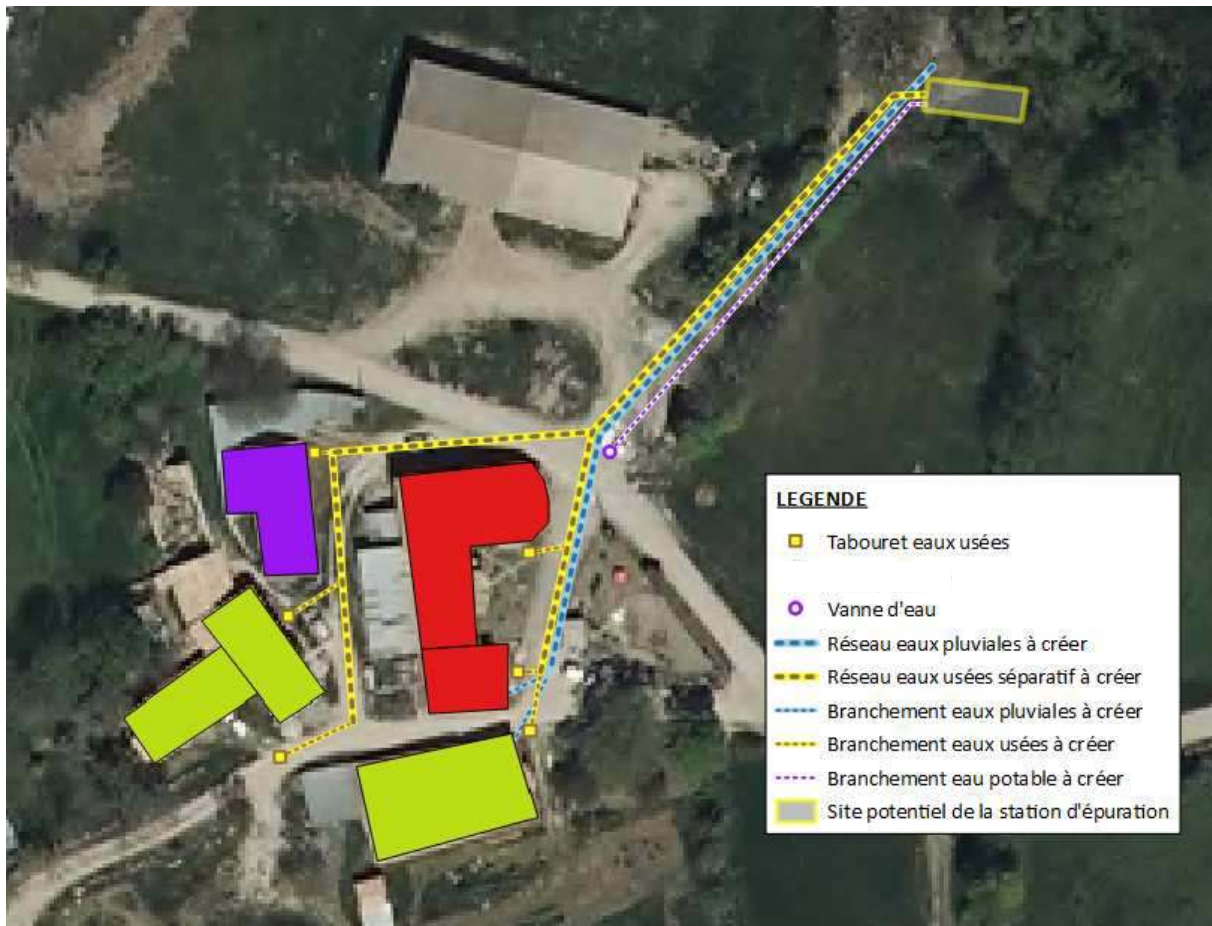 LEGENDE
Tabouret eaux usées
Vanne d'eau
Réseau eaux pluviales à créer
Réseau eaux usées séparatif à créer
Branchement eaux pluviales à créer
Branchement eaux usées à créer
Branchement eau potable à créer
Site potentiel de la station d'épuration